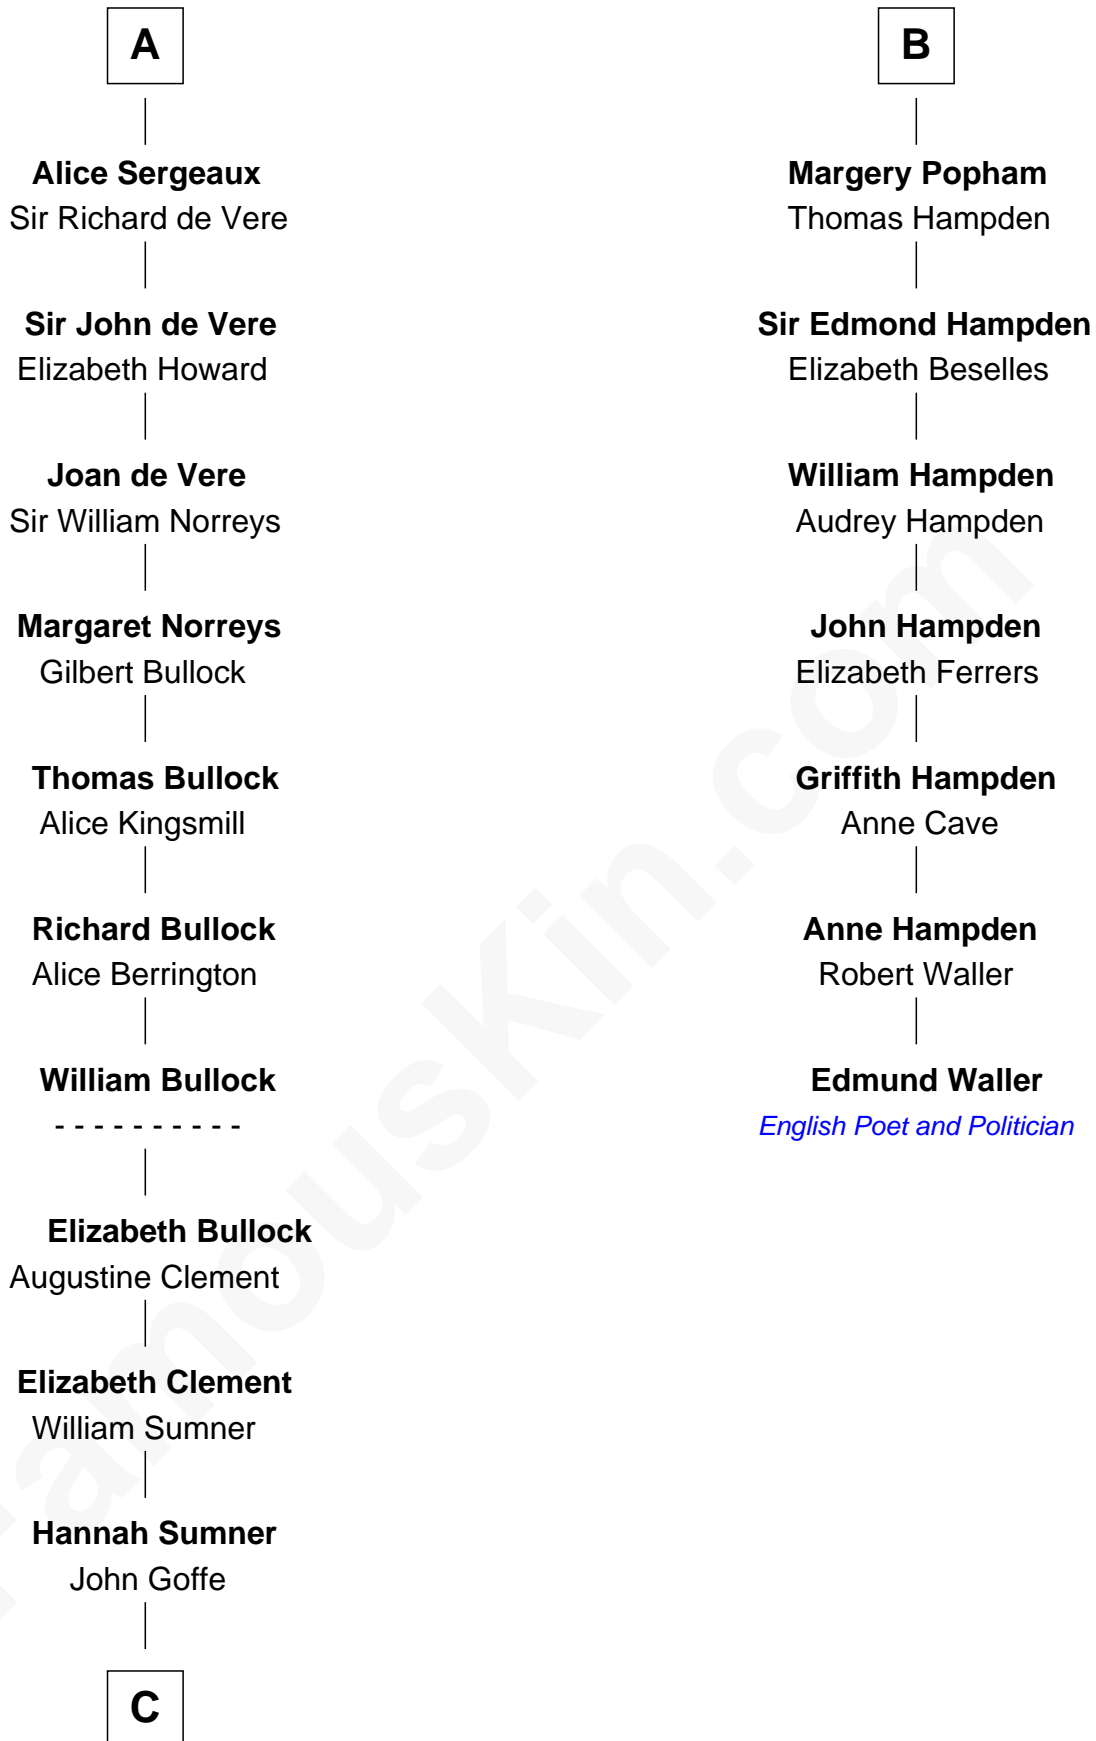 A
Alice Sergeaux
Sir Richard de Vere
Sir John de Vere
Elizabeth Howard
Joan de Vere
Sir William Norreys
Margaret Norreys
Gilbert Bullock
Thomas Bullock
Alice Kingsmill
Richard Bullock
Alice Berrington
William Bullock
- - - - - - - - - -
Elizabeth Bullock
Augustine Clement
Elizabeth Clement
William Sumner
Hannah Sumner
John Goffe
C
B
Margery Popham
Thomas Hampden
Sir Edmond Hampden
Elizabeth Beselles
William Hampden
Audrey Hampden
John Hampden
Elizabeth Ferrers
Griffith Hampden
Anne Cave
Anne Hampden
Robert Waller
Edmund Waller
English Poet and Politician
FamousKin.com